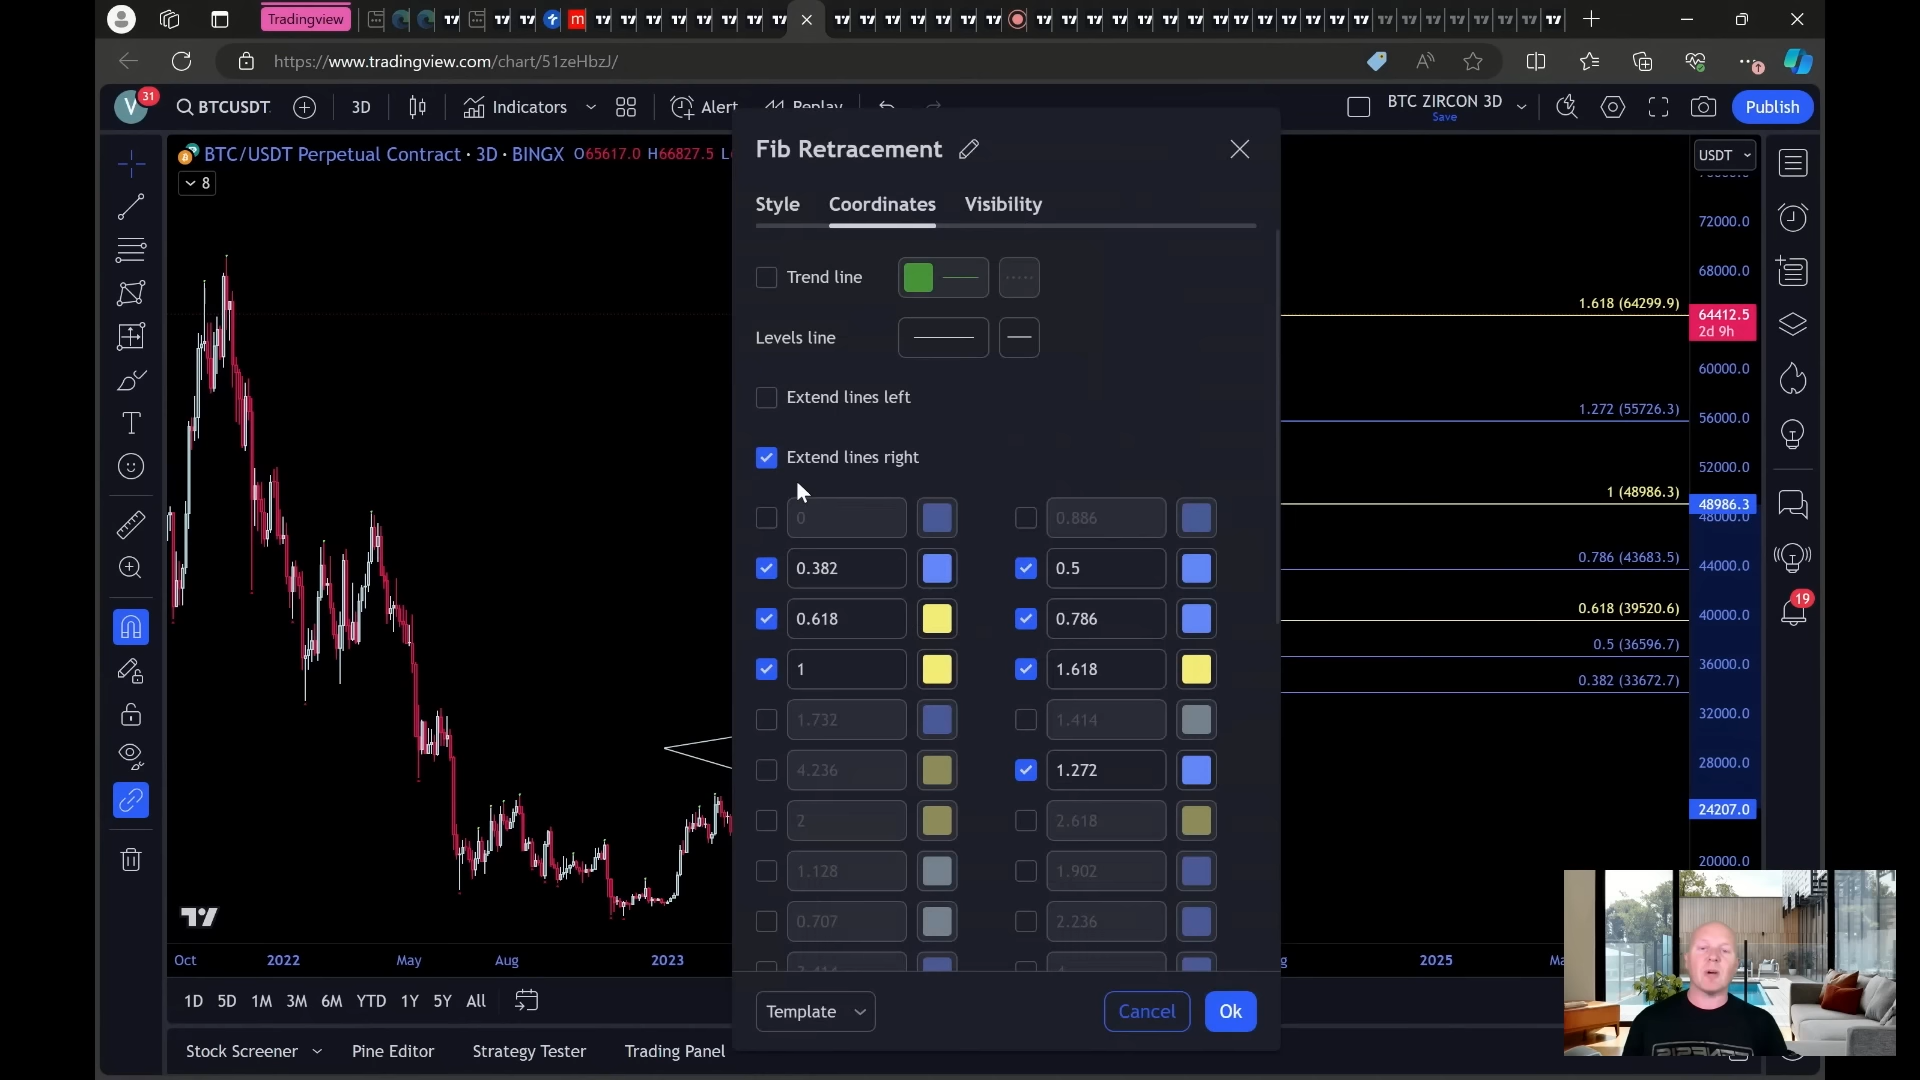 Tradingview
https://www.tradingview.com/chart/51zeHbzJ/
V
31
BTCUSDT
3D
Indicators
Alert
Replay
BTC ZIRCON 3D
Save
Publish
BTC/USDT Perpetual Contract · 3D · BINGX O65617.0 H66827.5 L
8
USDT
Fib Retracement
Style
Coordinates
Visibility
Trend line
Levels line
Extend lines left
Extend lines right
0
0.886
0.382
0.5
0.618
0.786
1
1.618
1.732
1.414
4.236
1.272
2
2.618
1.128
1.902
0.707
2.236
Template
Cancel
Ok
1.618 (64299.9)
1.272 (55726.3)
1 (48986.3)
0.786 (43683.5)
0.618 (39520.6)
0.5 (36596.7)
0.382 (33672.7)
72000.0
68000.0
64412.5
2d 9h
60000.0
56000.0
52000.0
48986.3
48000.0
44000.0
40000.0
36000.0
32000.0
28000.0
24207.0
20000.0
19
Oct
2022
May
Aug
2023
2025
1D
5D
1M
3M
6M
YTD
1Y
5Y
All
Stock Screener
Pine Editor
Strategy Tester
Trading Panel